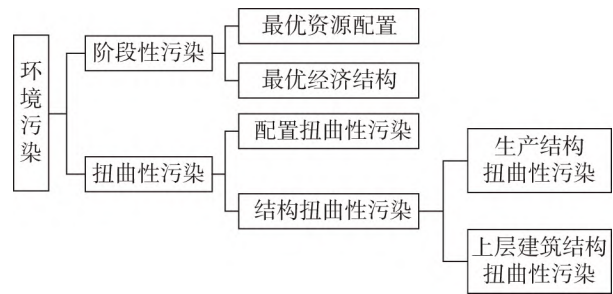 环境污染
阶段性污染
最优资源配置
最优经济结构
扭曲性污染
配置扭曲性污染
结构扭曲性污染
生产结构
扭曲性污染
上层建筑结构
扭曲性污染